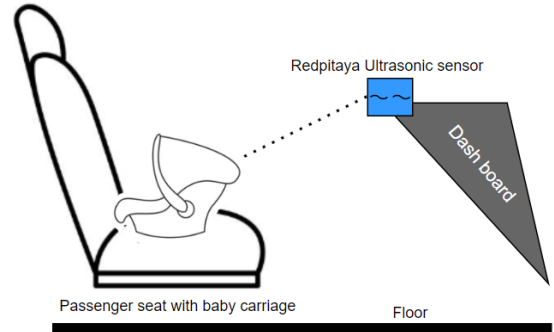 Redpitaya Ultrasonic sensor
Dash board
Passenger seat with baby carriage
Floor